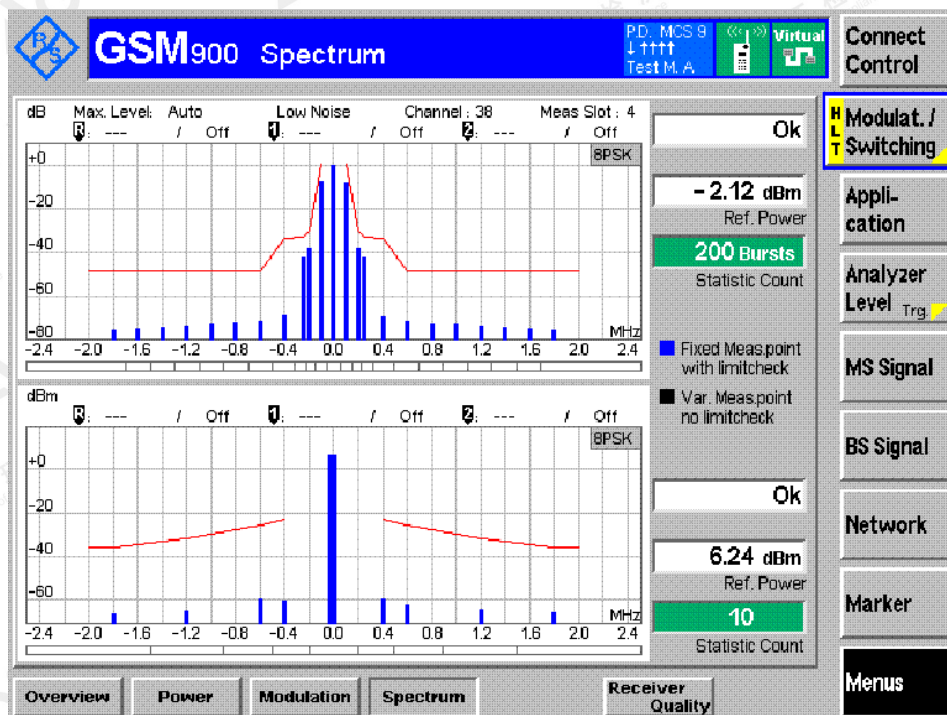 R S
GSM900 Spectrum
P.D. MCS 9
Test M. A.
Virtual
Connect Control
dB Max. Level: Auto Low Noise Channel : 38 Meas Slot : 4
R: --- / Off 1: --- / Off 2: --- / Off
8PSK
+0
-20
-40
-60
-80
MHz
-2.4 -2.0 -1.6 -1.2 -0.8 -0.4 0.0 0.4 0.8 1.2 1.6 2.0 2.4
Ok
-2.12 dBm
Ref. Power
200 Bursts
Statistic Count
Fixed Meas.point
with limitcheck
Var. Meas.point
no limitcheck
dBm
R: --- / Off 1: --- / Off 2: --- / Off
8PSK
+0
-20
-40
-60
MHz
-2.4 -2.0 -1.6 -1.2 -0.8 -0.4 0.0 0.4 0.8 1.2 1.6 2.0 2.4
Ok
6.24 dBm
Ref. Power
10
Statistic Count
HLT
Modulat. /
Switching
Appli-
cation
Analyzer
Level Trg.
MS Signal
BS Signal
Network
Marker
Menus
Overview Power Modulation Spectrum Receiver
Quality